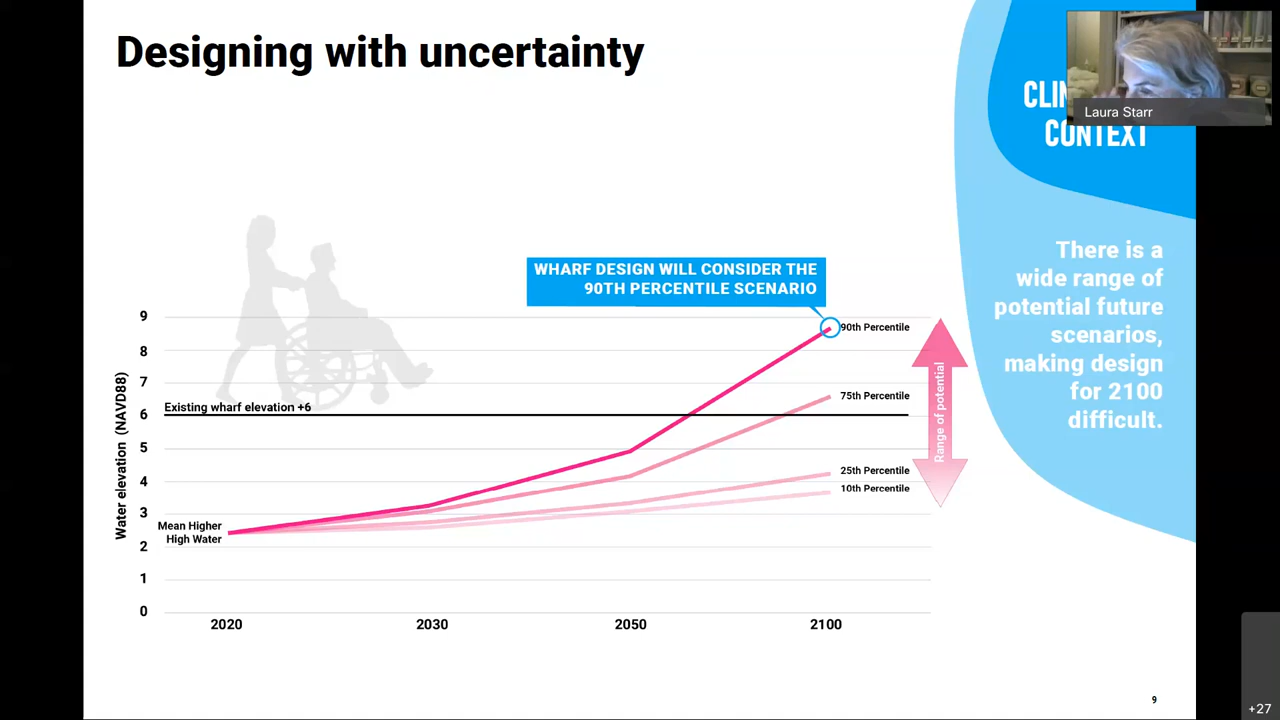 Designing with uncertainty
CONTEXT
Laura Starr
There is a
wide range of
potential future
scenarios,
making design
for 2100
difficult.
WHARF DESIGN WILL CONSIDER THE
90TH PERCENTILE SCENARIO
Water elevation (NAVD88)
9
8
7
6
5
4
3
2
1
0
Existing wharf elevation +6
Mean Higher
High Water
90th Percentile
75th Percentile
25th Percentile
10th Percentile
Range of potential
2020
2030
2050
2100
9
+27